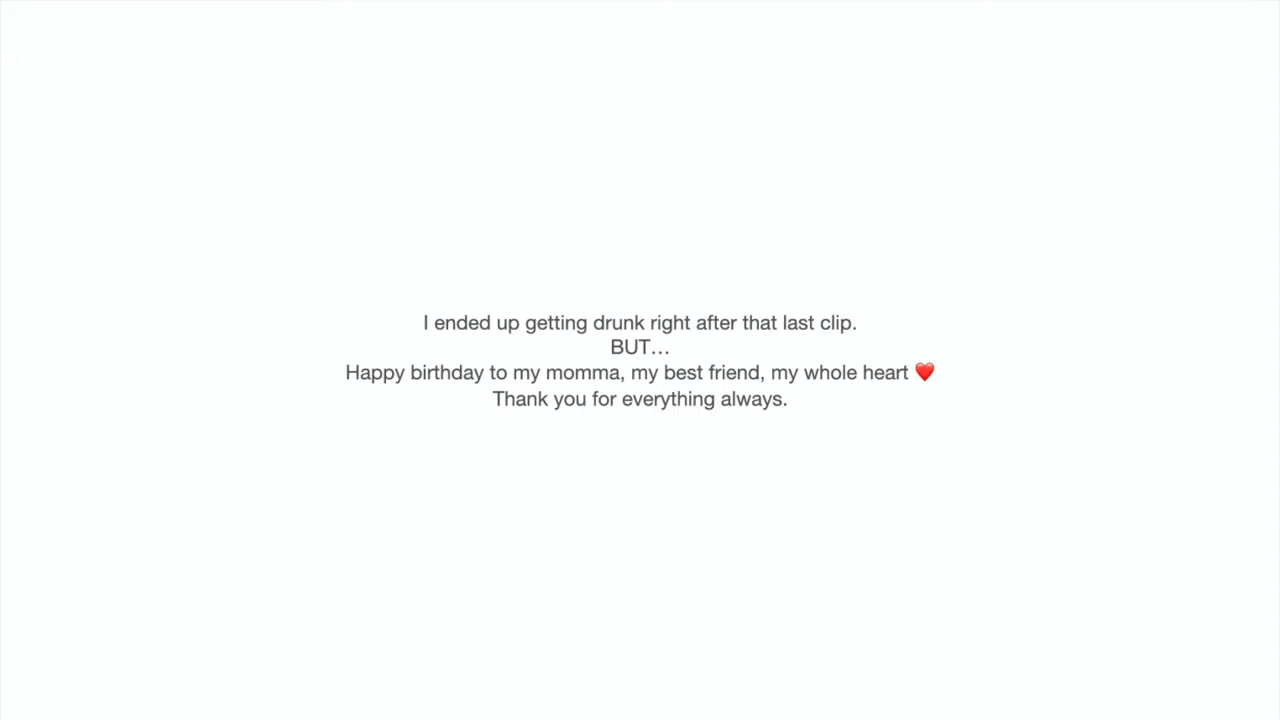 I ended up getting drunk right after that last clip.
BUT…
Happy birthday to my momma, my best friend, my whole heart ❤️
Thank you for everything always.